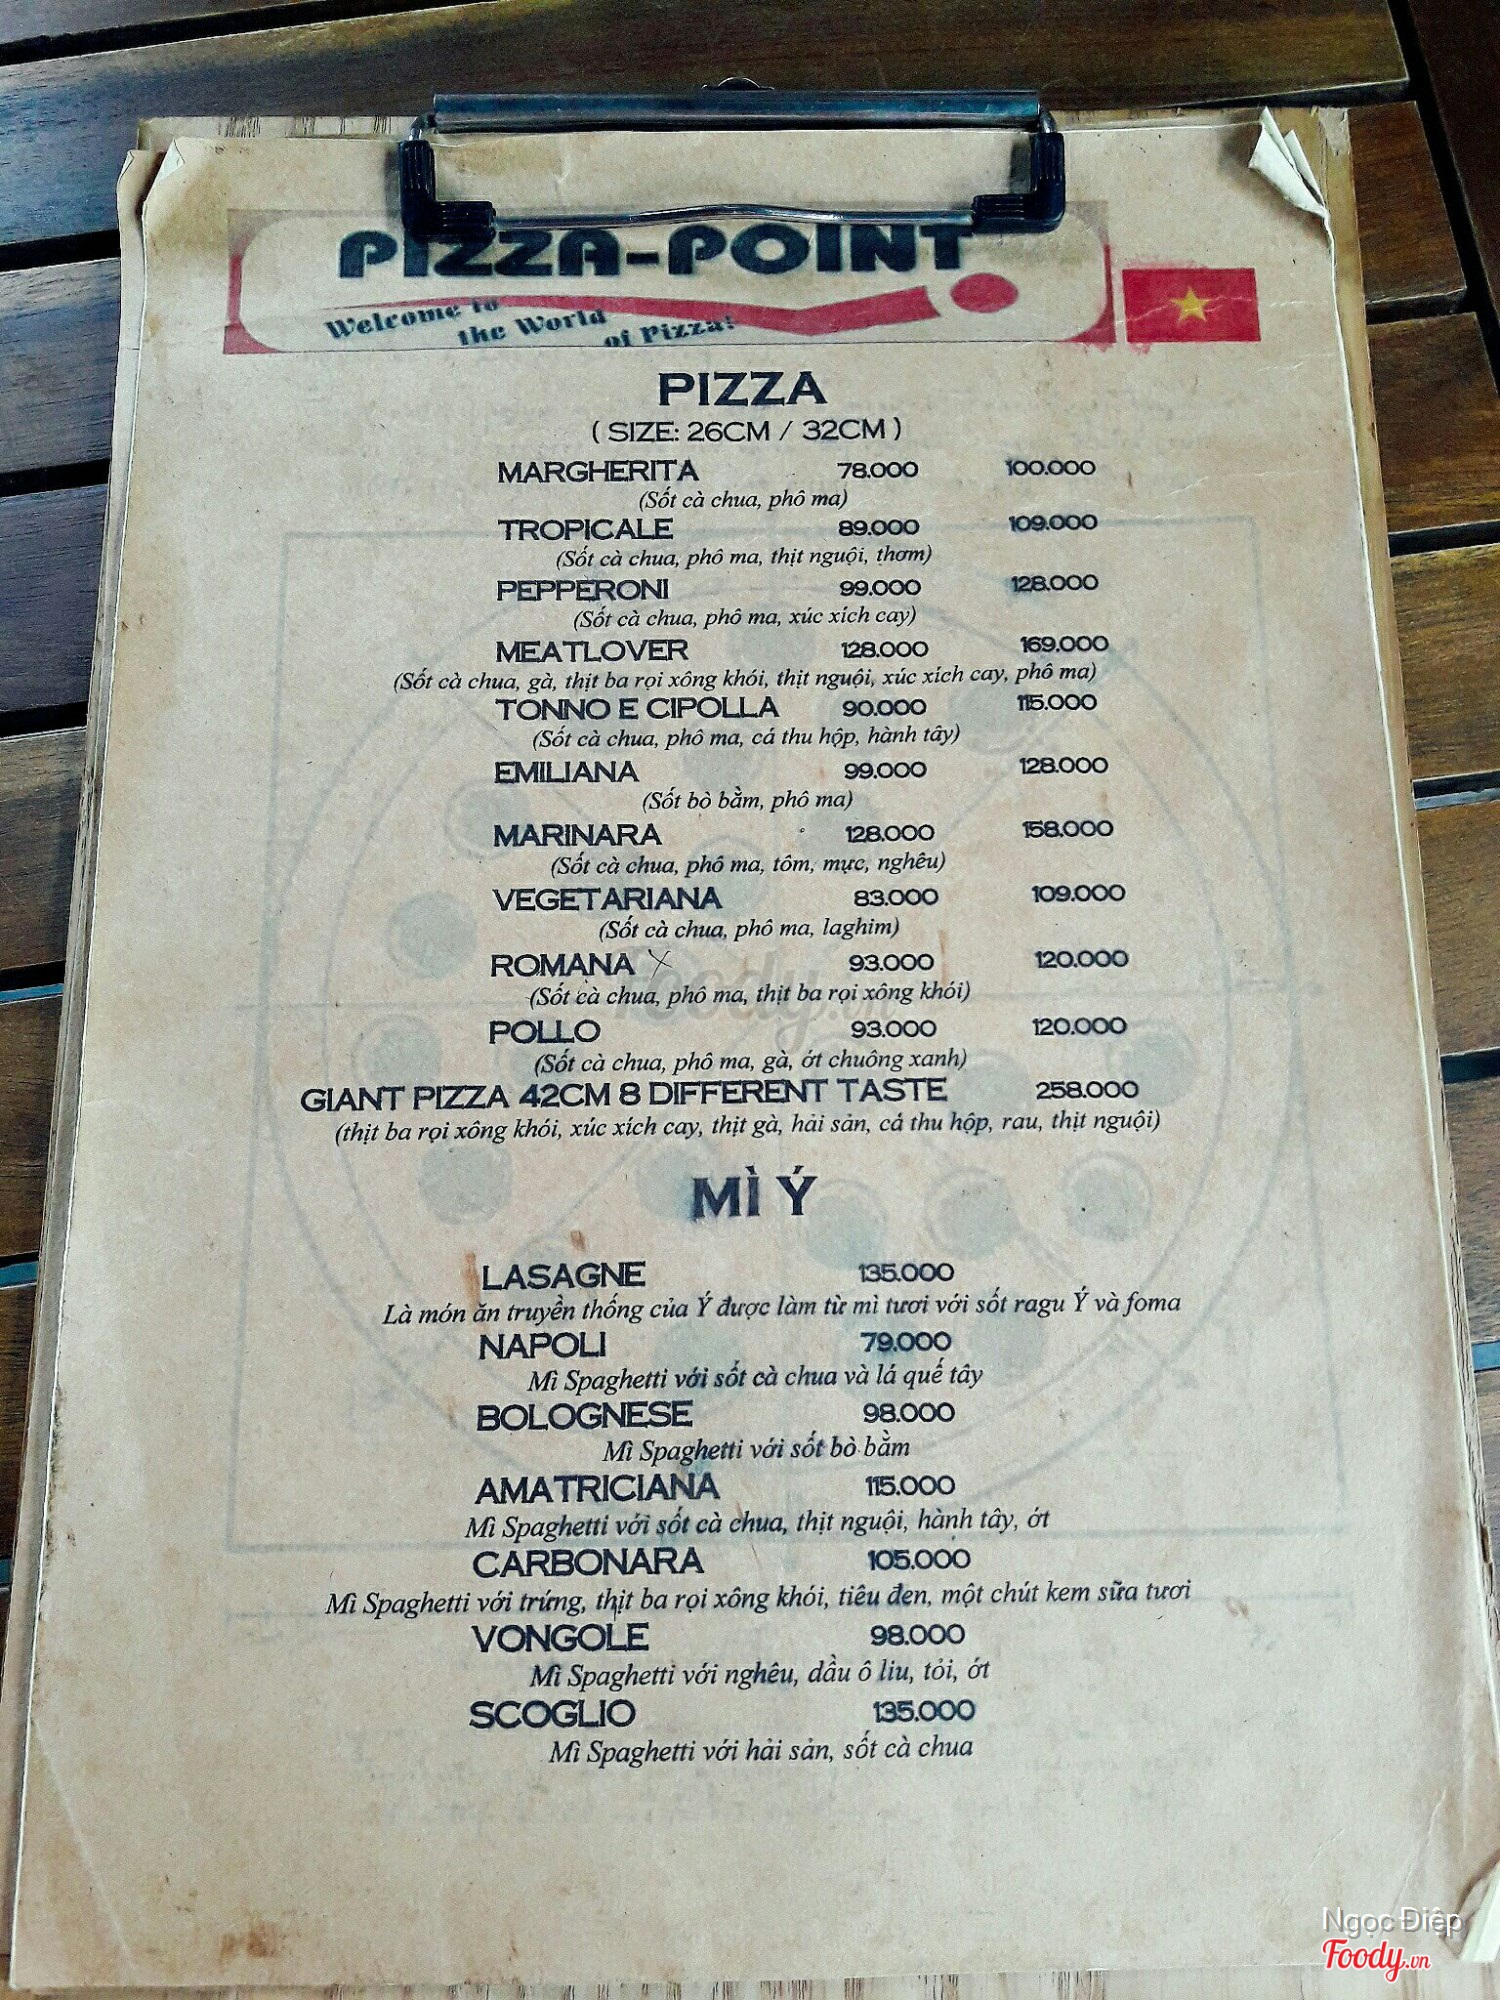 PIZZA-POINT
Welcome to
the World
of Pizza!
PIZZA
( SIZE: 26CM / 32CM )
MARGHERITA 78.000 100.000
(Sốt cà chua, phô ma)
TROPICALE 89.000 109.000
(Sốt cà chua, phô ma, thịt nguội, thơm)
PEPPERONI 99.000 128.000
(Sốt cà chua, phô ma, xúc xích cay)
MEATLOVER 128.000 169.000
(Sốt cà chua, gà, thịt ba rọi xông khói, thịt nguội, xúc xích cay, phô ma)
TONNO E CIPOLLA 90.000 115.000
(Sốt cà chua, phô ma, cá thu hộp, hành tây)
EMILIANA 99.000 128.000
(Sốt bò bằm, phô ma)
MARINARA 128.000 158.000
(Sốt cà chua, phô ma, tôm, mực, nghêu)
VEGETARIANA 83.000 109.000
(Sốt cà chua, phô ma, laghim)
ROMANA X 93.000 120.000
(Sốt cà chua, phô ma, thịt ba rọi xông khói)
POLLO 93.000 120.000
(Sốt cà chua, phô ma, gà, ớt chuông xanh)
GIANT PIZZA 42CM 8 DIFFERENT TASTE 258.000
(thịt ba rọi xông khói, xúc xích cay, thịt gà, hải sản, cá thu hộp, rau, thịt nguội)
MÌ Ý
LASAGNE 135.000
Là món ăn truyền thống của Ý được làm từ mì tươi với sốt ragu Ý và foma
NAPOLI 79.000
Mì Spaghetti với sốt cà chua và lá quế tây
BOLOGNESE 98.000
Mì Spaghetti với sốt bò bằm
AMATRICIANA 115.000
Mì Spaghetti với sốt cà chua, thịt nguội, hành tây, ớt
CARBONARA 105.000
Mì Spaghetti với trứng, thịt ba rọi xông khói, tiêu đen, một chút kem sữa tươi
VONGOLE 98.000
Mì Spaghetti với nghêu, dầu ô liu, tỏi, ớt
SCOGLIO 135.000
Mì Spaghetti với hải sản, sốt cà chua
Foody.vn
Ngọc Điệp
Foody.vn